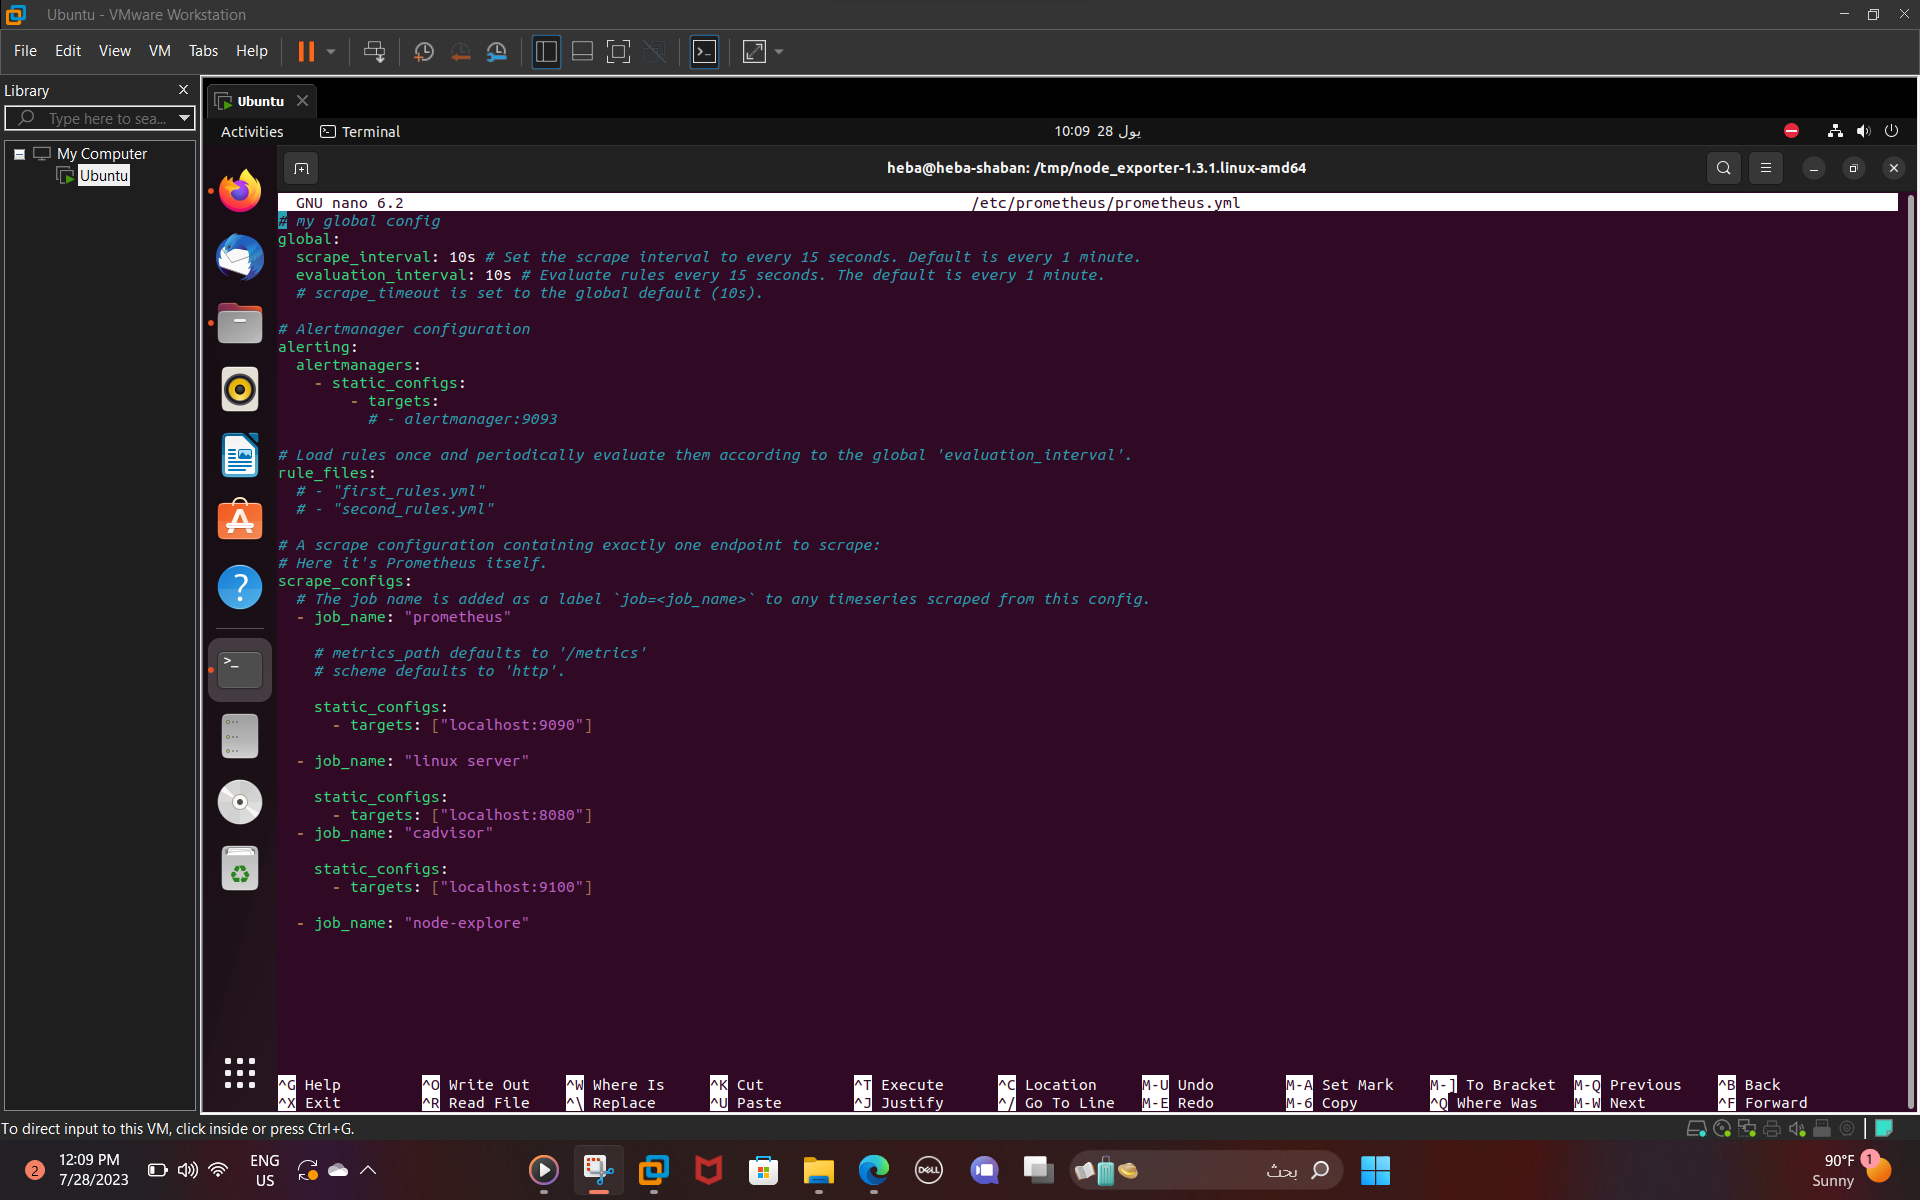 Ubuntu - VMware Workstation
File Edit View VM Tabs Help
Library
Type here to sea...
My Computer
Ubuntu
Ubuntu
Activities
Terminal
10:09 28 يول
heba@heba-shaban: /tmp/node_exporter-1.3.1.linux-amd64
GNU nano 6.2 /etc/prometheus/prometheus.yml
# my global config
global:
  scrape_interval: 10s # Set the scrape interval to every 15 seconds. Default is every 1 minute.
  evaluation_interval: 10s # Evaluate rules every 15 seconds. The default is every 1 minute.
  # scrape_timeout is set to the global default (10s).
# Alertmanager configuration
alerting:
  alertmanagers:
    - static_configs:
        - targets:
          # - alertmanager:9093
# Load rules once and periodically evaluate them according to the global 'evaluation_interval'.
rule_files:
  # - "first_rules.yml"
  # - "second_rules.yml"
# A scrape configuration containing exactly one endpoint to scrape:
# Here it's Prometheus itself.
scrape_configs:
  # The job name is added as a label `job=<job_name>` to any timeseries scraped from this config.
  - job_name: "prometheus"
    # metrics_path defaults to '/metrics'
    # scheme defaults to 'http'.
    static_configs:
      - targets: ["localhost:9090"]
  - job_name: "linux server"
    static_configs:
      - targets: ["localhost:8080"]
  - job_name: "cadvisor"
    static_configs:
      - targets: ["localhost:9100"]
  - job_name: "node-explore"
^G Help ^O Write Out ^W Where Is ^K Cut ^T Execute ^C Location M-U Undo M-A Set Mark M-] To Bracket M-Q Previous ^B Back
^X Exit ^R Read File ^\ Replace ^U Paste ^J Justify ^/ Go To Line M-E Redo M-6 Copy ^Q Where Was M-W Next ^F Forward
To direct input to this VM, click inside or press Ctrl+G.
2
12:09 PM
7/28/2023
ENG
US
DELL
بحث
90°F
Sunny
1